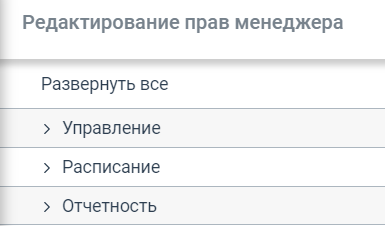 Редактирование прав менеджера
Развернуть все
Управление
Расписание
Отчетность